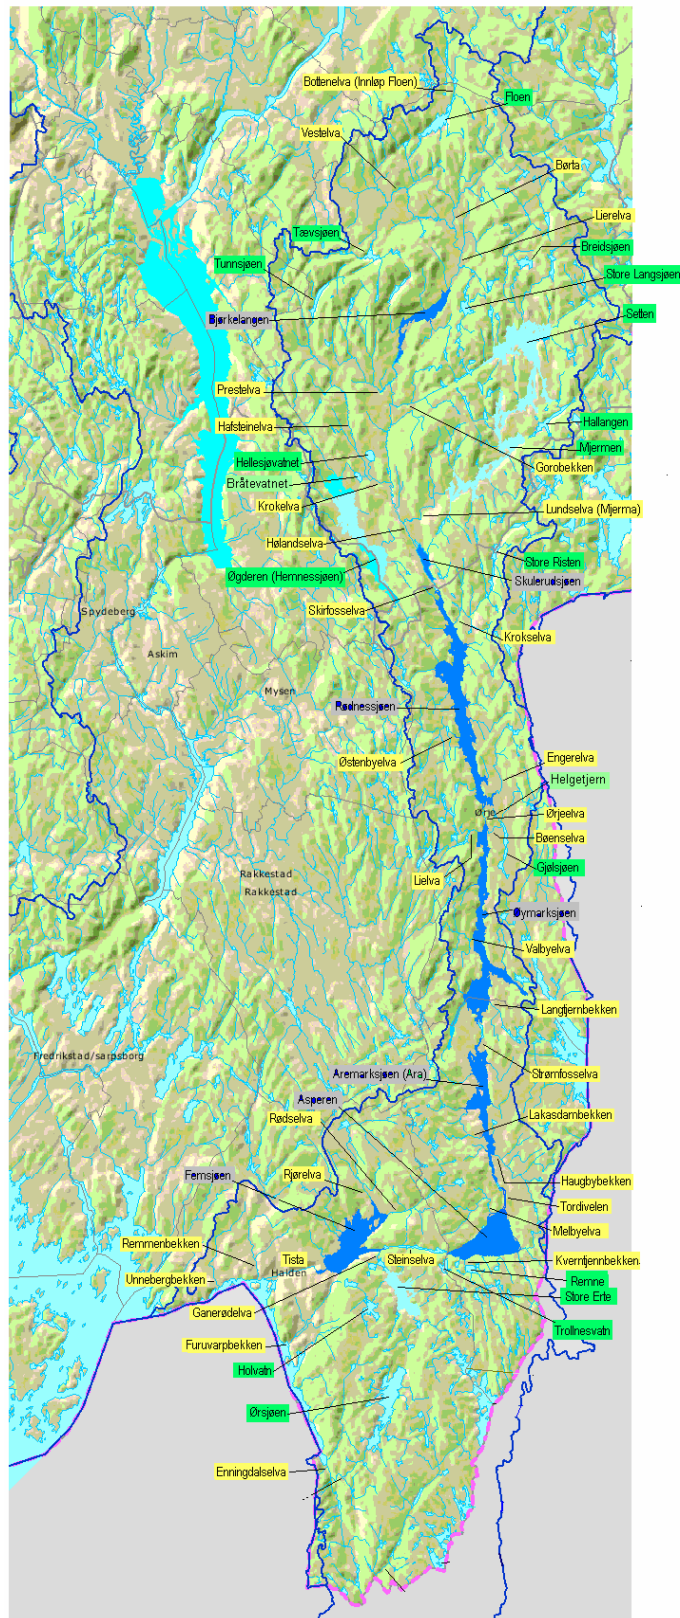 Bottenelva (Innløp Floen)
Floen
Vestelva
Børta
Lierelva
Tævsjøen
Breidsjøen
Tunnsjøen
Store Langsjøen
Setten
Bjørkelangen
Prestelva
Hafsteinelva
Hallangen
Mjermen
Hellesjøvatnet
Gorobekken
Bråtevatnet
Krokelva
Lundselva (Mjerma)
Hølandselva
Store Risten
Øgderen (Hemnessjøen)
Skulerudsjøen
Skirfosselva
Spydeberg
Krokselva
Askim
Mysen
Rødnessjøen
Østenbyelva
Engerelva
Helgetjern
Ørje
Ørjeelva
Bøenselva
Gjølsjøen
Rakkestad
Lielva
Rakkestad
Øymarksjøen
Valbyelva
Langtjernbekken
Fredrikstad/sarpsborg
Strømfosselva
Aremarksjøen (Ara)
Asperen
Rødselva
Lakasdambekken
Femsjøen
Rjørelva
Haugbybekken
Tordivelen
Melbyelva
Remmenbekken
Tista
Steinselva
Kverntjennbekken
Halden
Unnebergbekken
Remne
Store Erte
Ganerødelva
Trollnesvatn
Furuvarpbekken
Holvatn
Ørsjøen
Enningdalselva